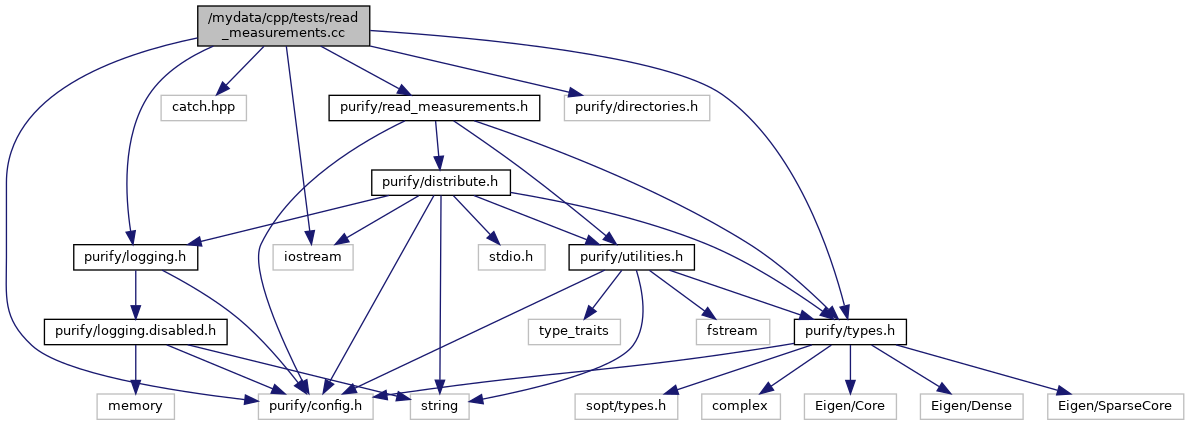 /mydata/cpp/tests/read
_measurements.cc
catch.hpp
purify/read_measurements.h
purify/directories.h
purify/distribute.h
purify/logging.h
iostream
stdio.h
purify/utilities.h
purify/logging.disabled.h
type_traits
fstream
purify/types.h
memory
purify/config.h
string
sopt/types.h
complex
Eigen/Core
Eigen/Dense
Eigen/SparseCore